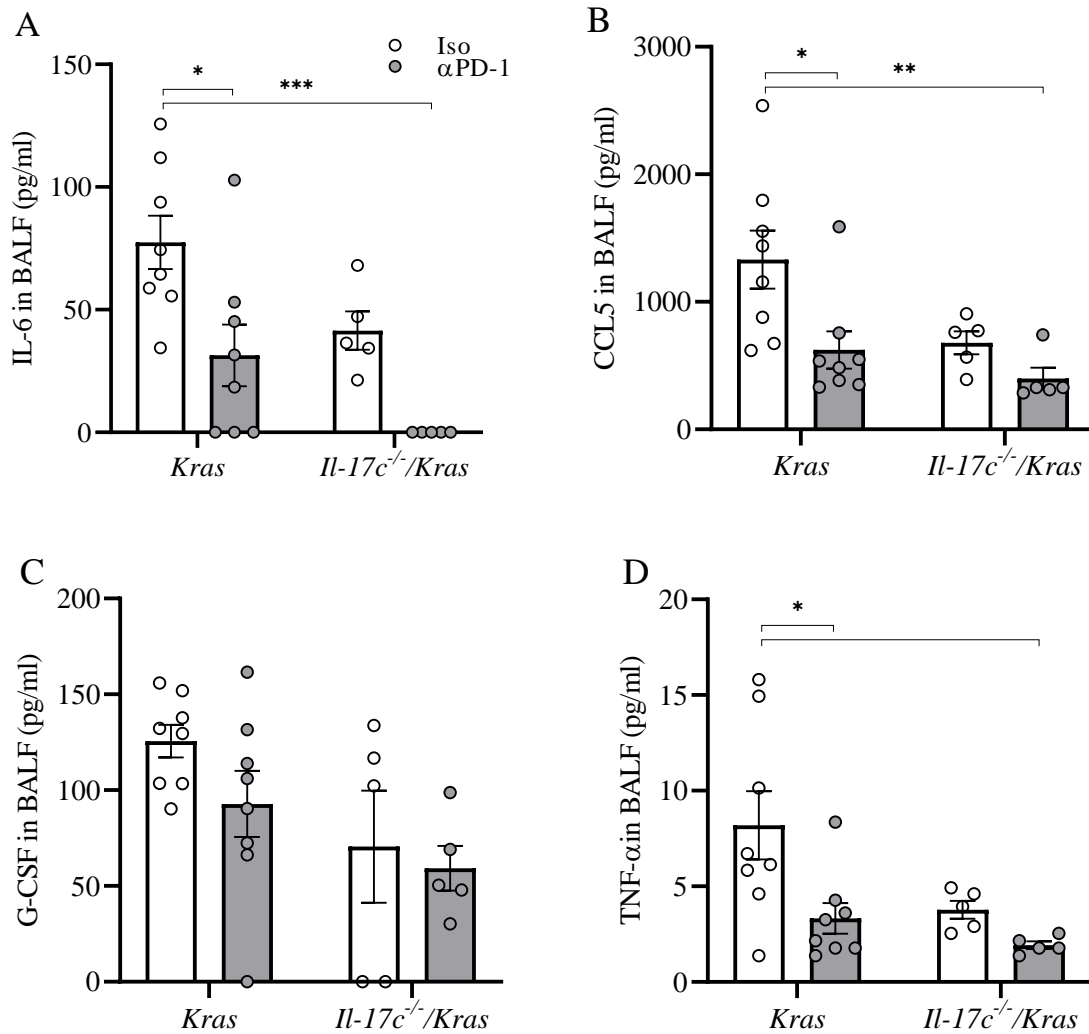 A
Iso
αPD-1
IL-6 in BALF (pg/ml)
150
100
50
0
*
***
Kras
Il-17c-/-/Kras
B
CCL5 in BALF (pg/ml)
3000
2000
1000
0
*
**
Kras
Il-17c-/-/Kras
C
G-CSF in BALF (pg/ml)
200
150
100
50
0
Kras
Il-17c-/-/Kras
D
TNF-αin BALF (pg/ml)
20
15
10
5
0
*
Kras
Il-17c-/-/Kras